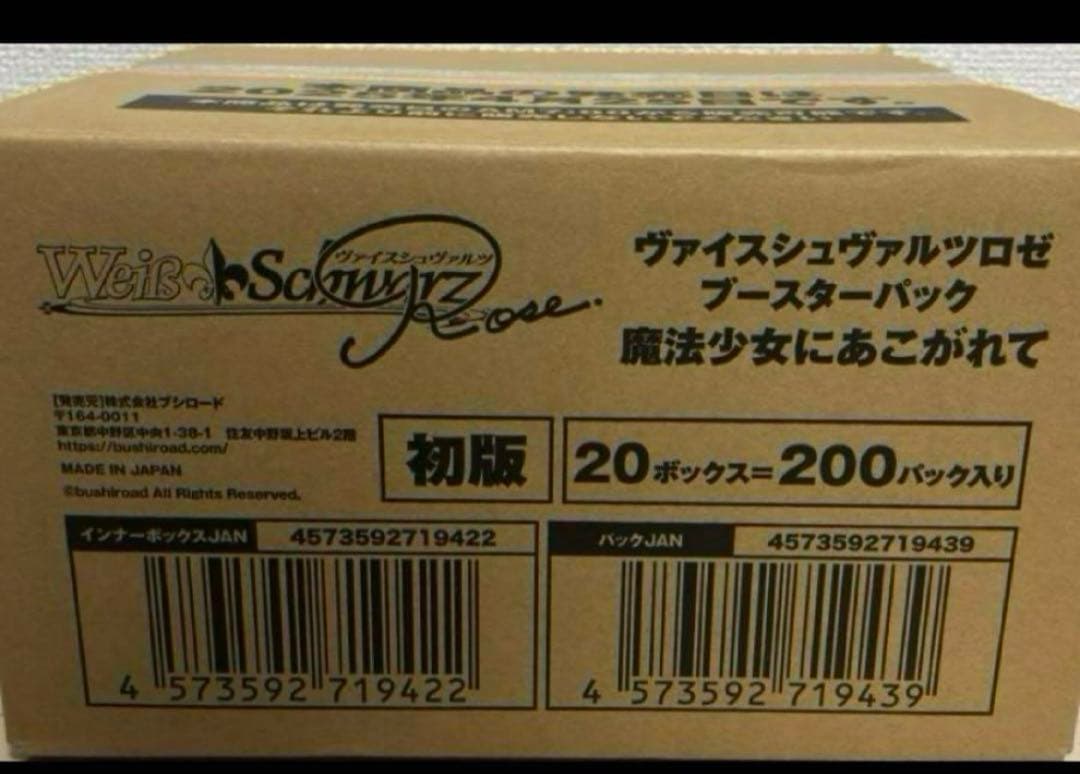 Weiß Schwarz
ヴァイスシュヴァルツ
Rose.
ヴァイスシュヴァルツロゼ
ブースターパック
魔法少女にあこがれて
[発売元]株式会社ブシロード
〒164-0011
東京都中野区中央1-38-1 住友中野坂上ビル2階
https://bushiroad.com/
MADE IN JAPAN
©bushiroad All Rights Reserved.
初版
20ボックス=200パック入り
インナーボックスJAN 4573592719422
パックJAN 4573592719439
4 573592 719422
4 573592 719439